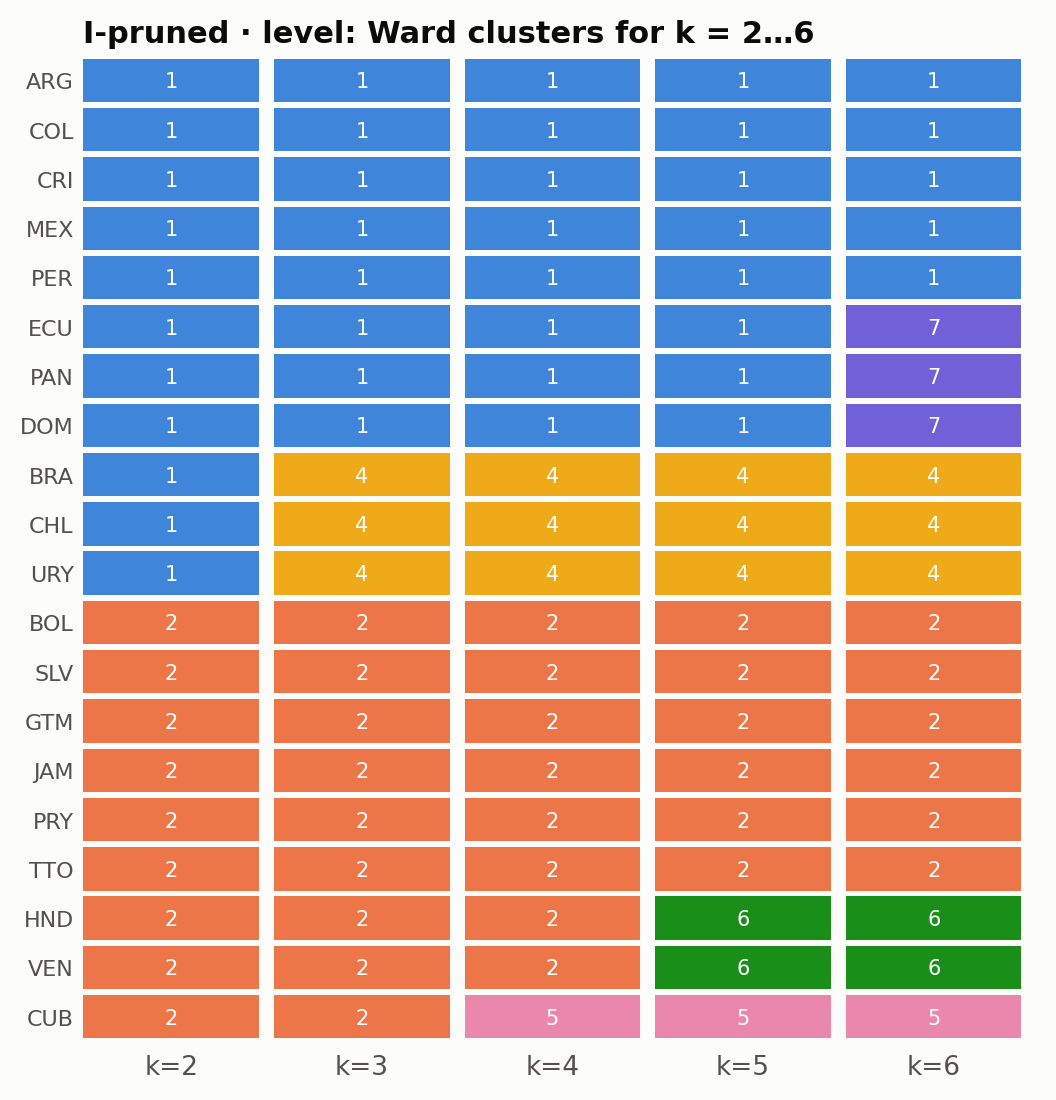 I-pruned · level: Ward clusters for k = 2…6
ARG 1 1 1 1 1
COL 1 1 1 1 1
CRI 1 1 1 1 1
MEX 1 1 1 1 1
PER 1 1 1 1 1
ECU 1 1 1 1 7
PAN 1 1 1 1 7
DOM 1 1 1 1 7
BRA 1 4 4 4 4
CHL 1 4 4 4 4
URY 1 4 4 4 4
BOL 2 2 2 2 2
SLV 2 2 2 2 2
GTM 2 2 2 2 2
JAM 2 2 2 2 2
PRY 2 2 2 2 2
TTO 2 2 2 2 2
HND 2 2 2 6 6
VEN 2 2 2 6 6
CUB 2 2 5 5 5
k=2 k=3 k=4 k=5 k=6